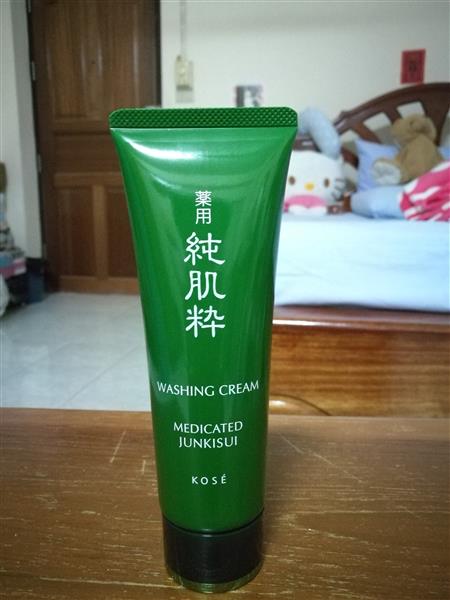 薬用
純肌粋
WASHING CREAM
MEDICATED
JUNKISUI
KOSÉ